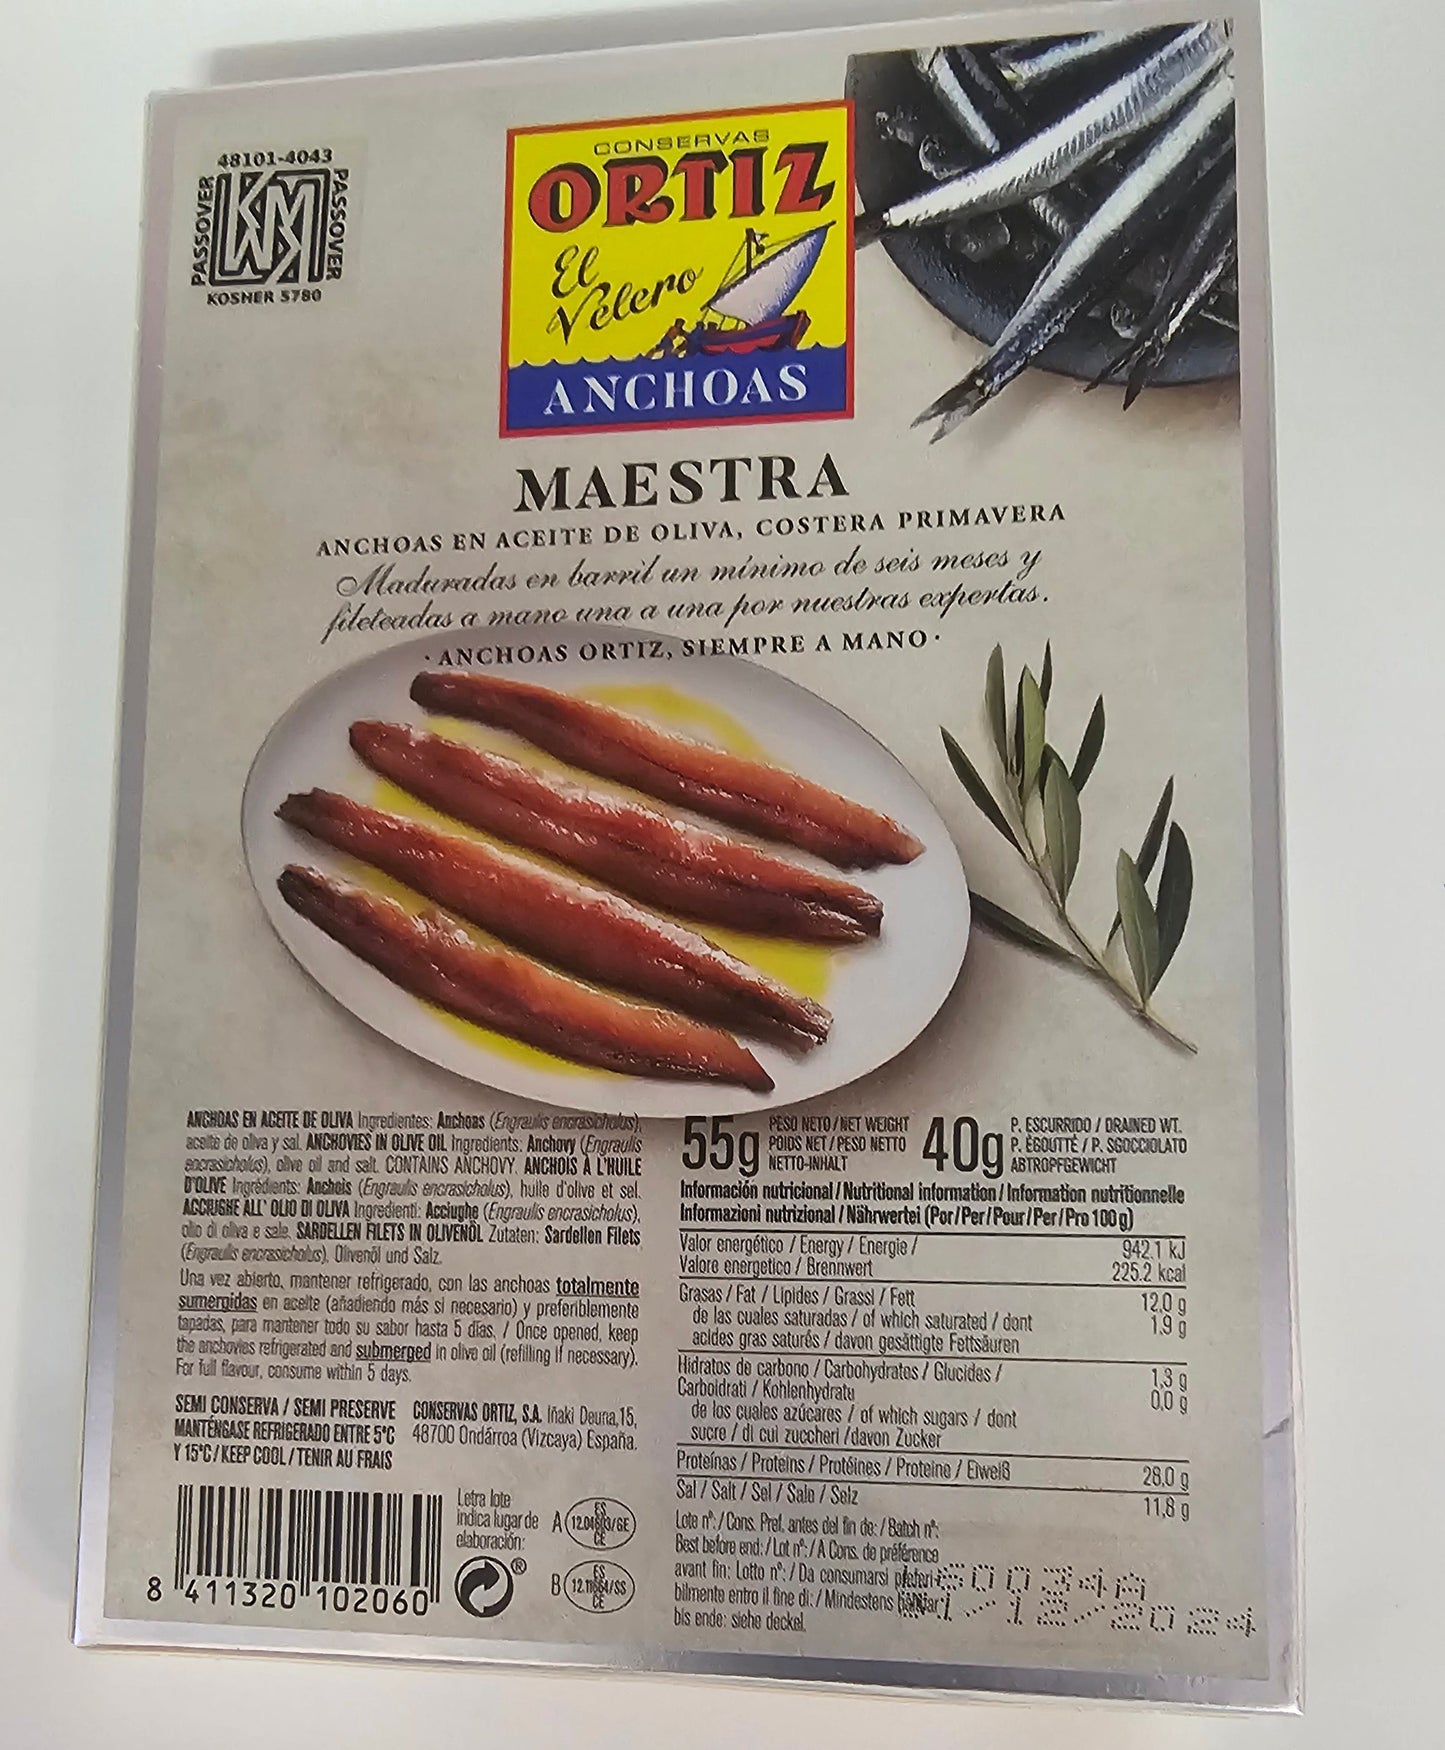 48101-4043
PASSOVER
KM
PASSSOVER
KOSHER 5780
CONSERVAS
ORTIZ
El
Velero
ANCHOAS
MAESTRA
ANCHOAS EN ACEITE DE OLIVA, COSTERA PRIMAVERA
Maduradas en barril un mínimo de seis meses y
fileteadas a mano una a una por nuestras expertas.
· ANCHOAS ORTIZ, SIEMPRE A MANO ·
ANCHOAS EN ACEITE DE OLIVA Ingredientes: Anchoas (Engraulis encrasicholus),
aceite de oliva y sal. ANCHOVIES IN OLIVE OIL Ingredients: Anchovy (Engraulis
encrasicholus), olive oil and salt. CONTAINS ANCHOVY. ANCHOIS À L'HUILE
D'OLIVE Ingrédients: Anchois (Engraulis encrasicholus), huile d'olive et sel.
ACCIUGHE ALL' OLIO DI OLIVA Ingredienti: Acciughe (Engraulis encrasicholus),
olio di oliva e sale. SARDELLEN FILETS IN OLIVENÖL Zutaten: Sardellen Filets
(Engraulis encrasicholus), Olivenöl und Salz.
Una vez abierto, mantener refrigerado, con las anchoas totalmente
sumergidas en aceite (añadiendo más si necesario) y preferiblemente
tapadas, para mantener todo su sabor hasta 5 días. / Once opened, keep
the anchovies refrigerated and submerged in olive oil (refilling if necessary).
For full flavour, consume within 5 days.
SEMI CONSERVA / SEMI PRESERVE
MANTÉNGASE REFRIGERADO ENTRE 5°C
Y 15°C / KEEP COOL / TENIR AU FRAIS
CONSERVAS ORTIZ, S.A. Iñaki Deuna, 15,
48700 Ondárroa (Vizcaya) España.
8 411320 102060
Letra lote
indica lugar de
elaboración:
A
ES
CE
B
ES
CE
®
55g
PESO NETO / NET WEIGHT
POIDS NET / PESO NETTO
NETTO-INHALT
40g
P. ESCURRIDO / DRAINED WT.
P. ÉGOUTTÉ / P. SGOCCIOLATO
ABTROPFGEWICHT
Información nutricional / Nutritional information / Information nutritionnelle
Informazioni nutrizional / Nährwertei (Por/Per/Pour/Per/Pro 100 g)
Valor energético / Energy / Energie / 942.1 kJ
Valore energetico / Brennwert 225.2 kcal
Grasas / Fat / Lipides / Grassi / Fett 12,0 g
de las cuales saturadas / of which saturated / dont 1,9 g
acides gras saturés / davon gesättigte Fettsäuren
Hidratos de carbono / Carbohydrates / Glucides / 1,3 g
Carboidrati / Kohlenhydrate 0,0 g
de los cuales azúcares / of which sugars / dont
sucre / di cui zuccheri / davon Zucker
Proteínas / Proteins / Protéines / Proteine / Eiweiß 28,0 g
Sal / Salt / Sel / Sale / Salz 11,8 g
Lote nº: / Cons. Pref. antes del fin de: / Batch nº:
Best before end: / Lot nº: / A Cons. de préférence
avant fin: Lotto nº: / Da consumarsi preferi-
bilmente entro il fine di: / Mindestens haltbar
bis ende: siehe deckel.
/12/2024